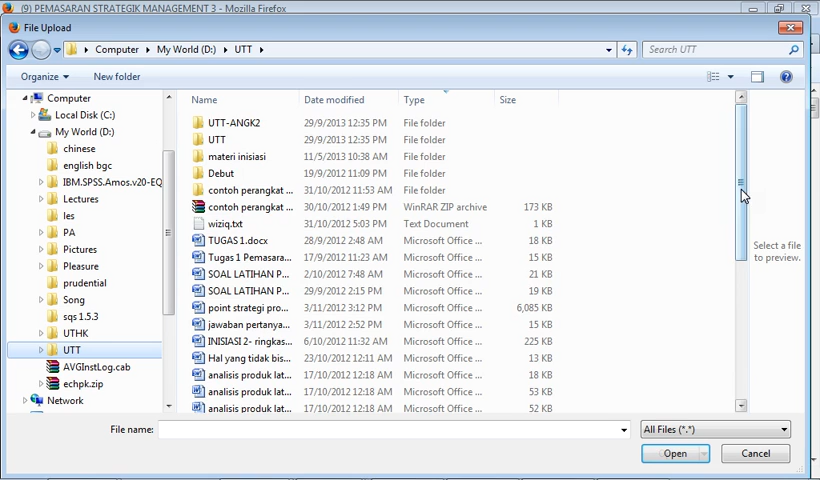 (9) PEMASARAN STRATEGIK MANAGEMENT 3 - Mozilla Firefox
File Upload
Computer My World (D:) UTT
Search UTT
Organize New folder
Name Date modified Type Size
UTT-ANGK2 29/9/2013 12:35 PM File folder
UTT 29/9/2013 12:35 PM File folder
materi inisiasi 11/5/2013 10:38 AM File folder
Debut 19/9/2012 11:09 PM File folder
contoh perangkat ... 31/10/2012 11:53 AM File folder
contoh perangkat ... 30/10/2012 1:49 PM WinRAR ZIP archive 173 KB
wiziq.txt 31/10/2012 5:03 PM Text Document 1 KB
TUGAS 1.docx 28/9/2012 2:48 AM Microsoft Office ... 18 KB
Tugas 1 Pemasara... 17/9/2012 11:23 AM Microsoft Office ... 15 KB
SOAL LATIHAN P... 2/10/2012 7:48 AM Microsoft Office ... 21 KB
SOAL LATIHAN P... 29/9/2012 2:15 PM Microsoft Office ... 19 KB
point strategi pro... 3/11/2012 3:12 PM Microsoft Office ... 6,085 KB
jawaban pertanya... 3/11/2012 2:52 PM Microsoft Office ... 15 KB
INISIASI 2- ringkas... 6/10/2012 11:32 AM Microsoft Office ... 225 KB
Hal yang tidak bis... 23/10/2012 12:11 AM Microsoft Office ... 13 KB
analisis produk lat... 17/10/2012 12:18 AM Microsoft Office ... 15 KB
analisis produk lat... 17/10/2012 12:18 AM Microsoft Office ... 53 KB
analisis produk lat... 17/10/2012 12:18 AM Microsoft Office ... 52 KB
Computer
Local Disk (C:)
My World (D:)
chinese
english bgc
IBM.SPSS.Amos.v20-EQ
Lectures
les
PA
Pictures
Pleasure
prudential
Song
sqs 1.5.3
UTHK
UTT
AVGInstLog.cab
echpk.zip
Network
Select a file
to preview.
File name:
All Files (*.*)
Open Cancel